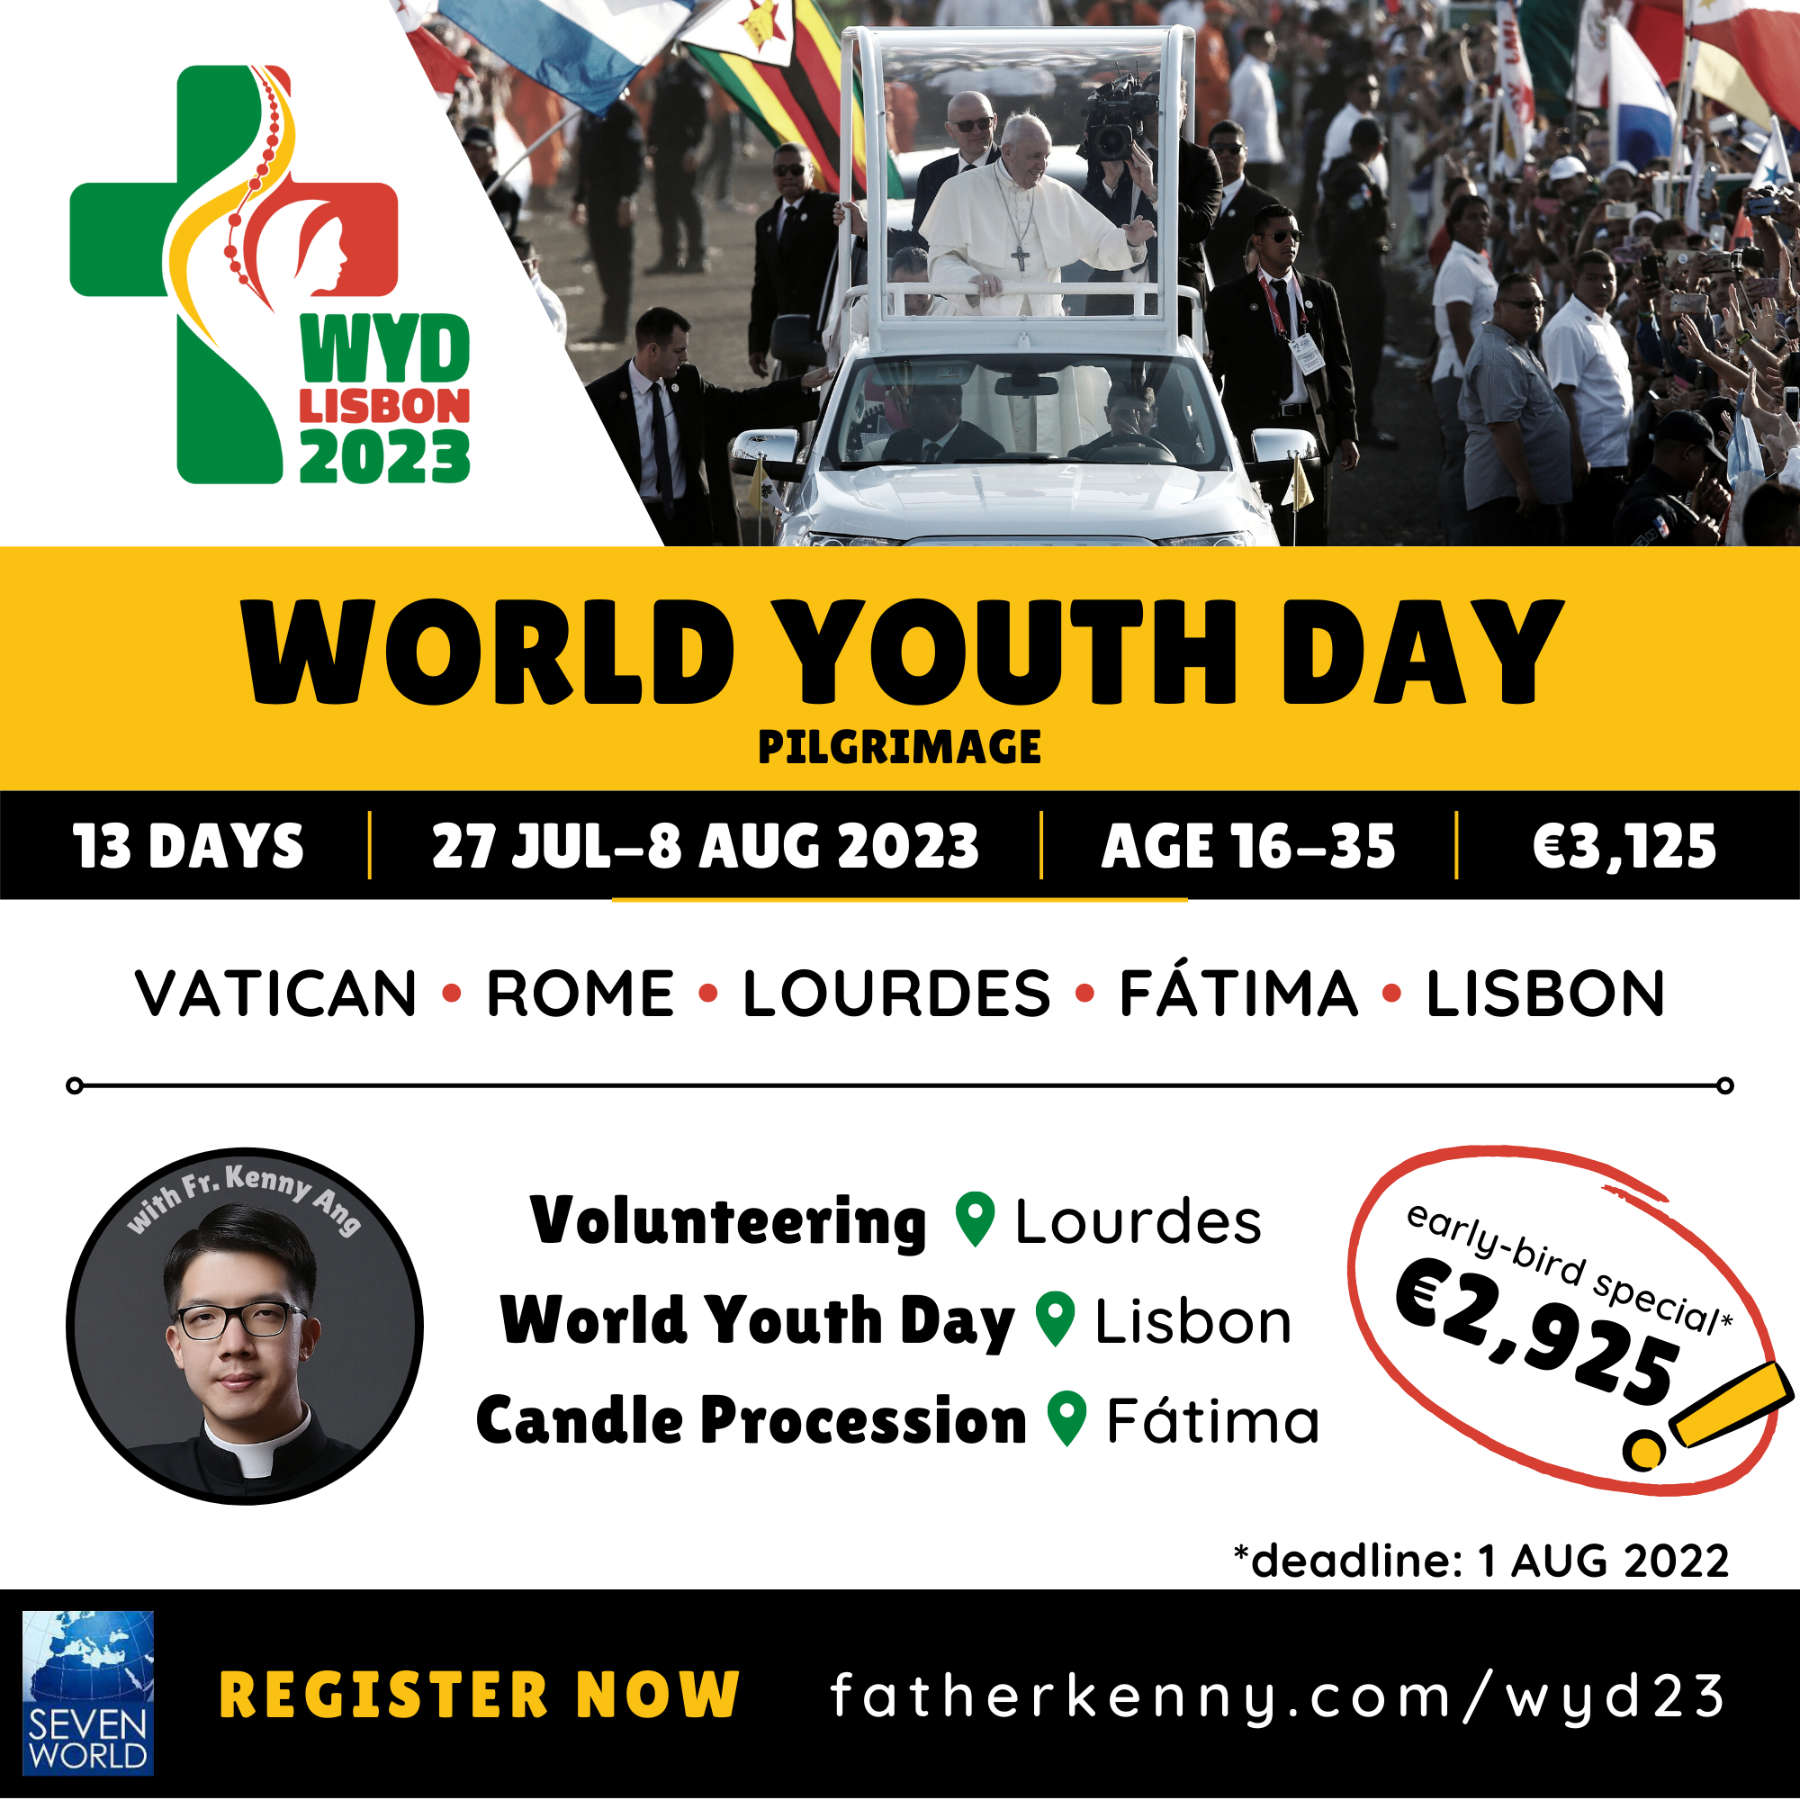 WYD
LISBON
2023
WORLD YOUTH DAY
PILGRIMAGE
13 DAYS
27 JUL–8 AUG 2023
AGE 16–35
€3,125
VATICAN • ROME • LOURDES • FÁTIMA • LISBON
with Fr. Kenny Ang
Volunteering Lourdes
World Youth Day Lisbon
Candle Procession Fátima
early-bird special*
€2,925
*deadline: 1 AUG 2022
SEVEN
WORLD
REGISTER NOW
fatherkenny.com/wyd23